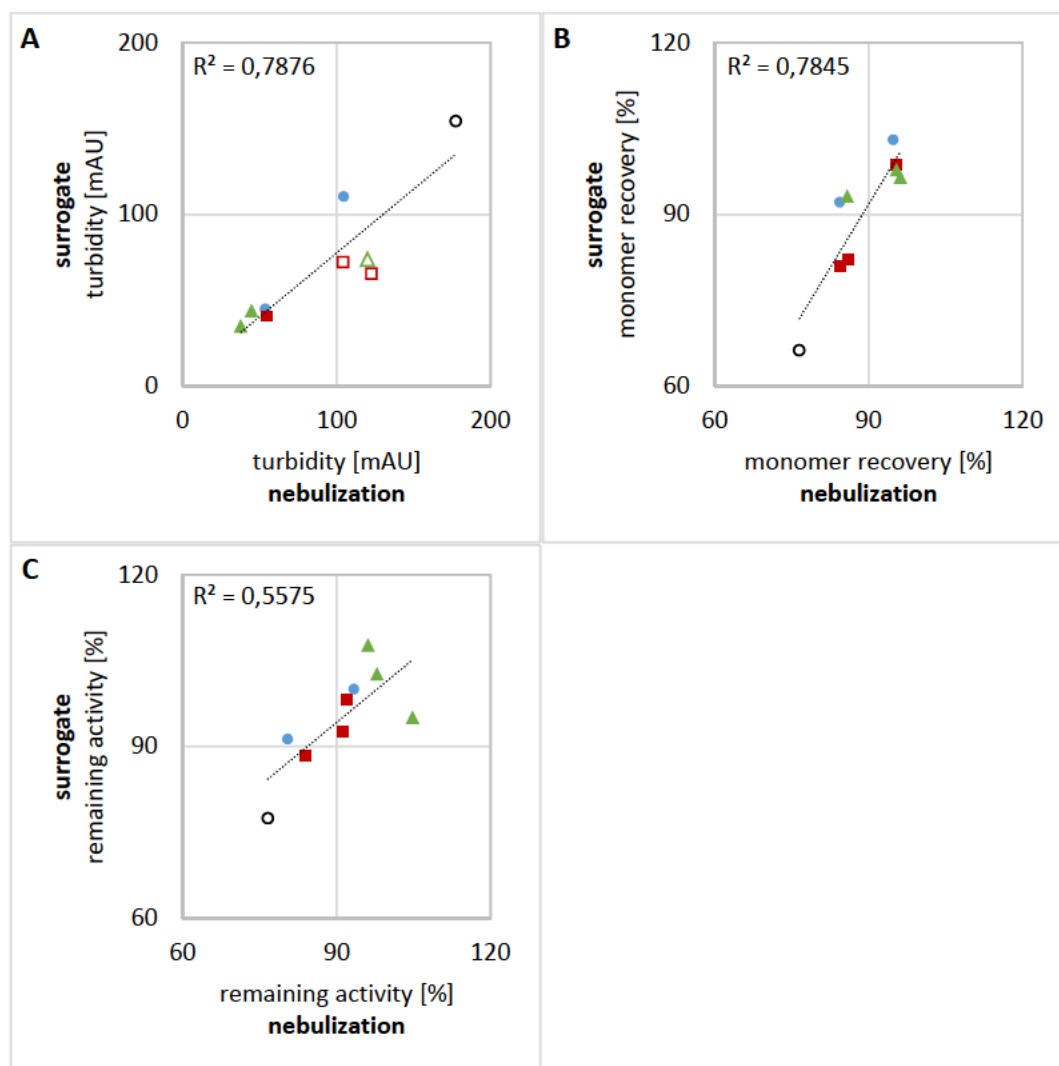 A
200
R² = 0,7876
surrogate
turbidity [mAU]
100
0
0 100 200
turbidity [mAU]
nebulization
B
120
R² = 0,7845
surrogate
monomer recovery [%]
90
60
60 90 120
monomer recovery [%]
nebulization
C
120
R² = 0,5575
surrogate
remaining activity [%]
90
60
60 90 120
remaining activity [%]
nebulization